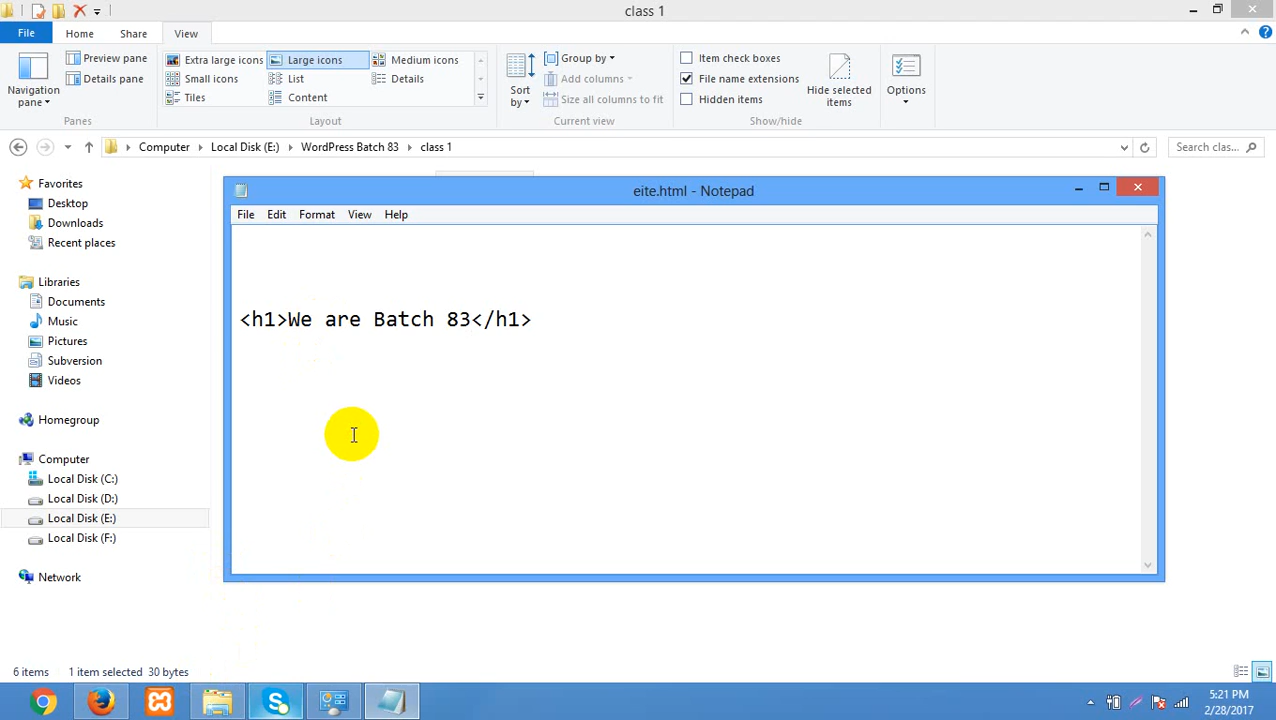 class 1
File
Home
Share
View
Navigation pane
Preview pane
Details pane
Panes
Extra large icons
Large icons
Medium icons
Small icons
List
Details
Tiles
Content
Layout
Sort by
Group by
Add columns
Size all columns to fit
Current view
Item check boxes
File name extensions
Hidden items
Hide selected items
Show/hide
Options
Computer
Local Disk (E:)
WordPress Batch 83
class 1
Search clas...
Favorites
Desktop
Downloads
Recent places
Libraries
Documents
Music
Pictures
Subversion
Videos
Homegroup
Computer
Local Disk (C:)
Local Disk (D:)
Local Disk (E:)
Local Disk (F:)
Network
eite.html - Notepad
File Edit Format View Help
<h1>We are Batch 83</h1>
6 items 1 item selected 30 bytes
5:21 PM
2/28/2017